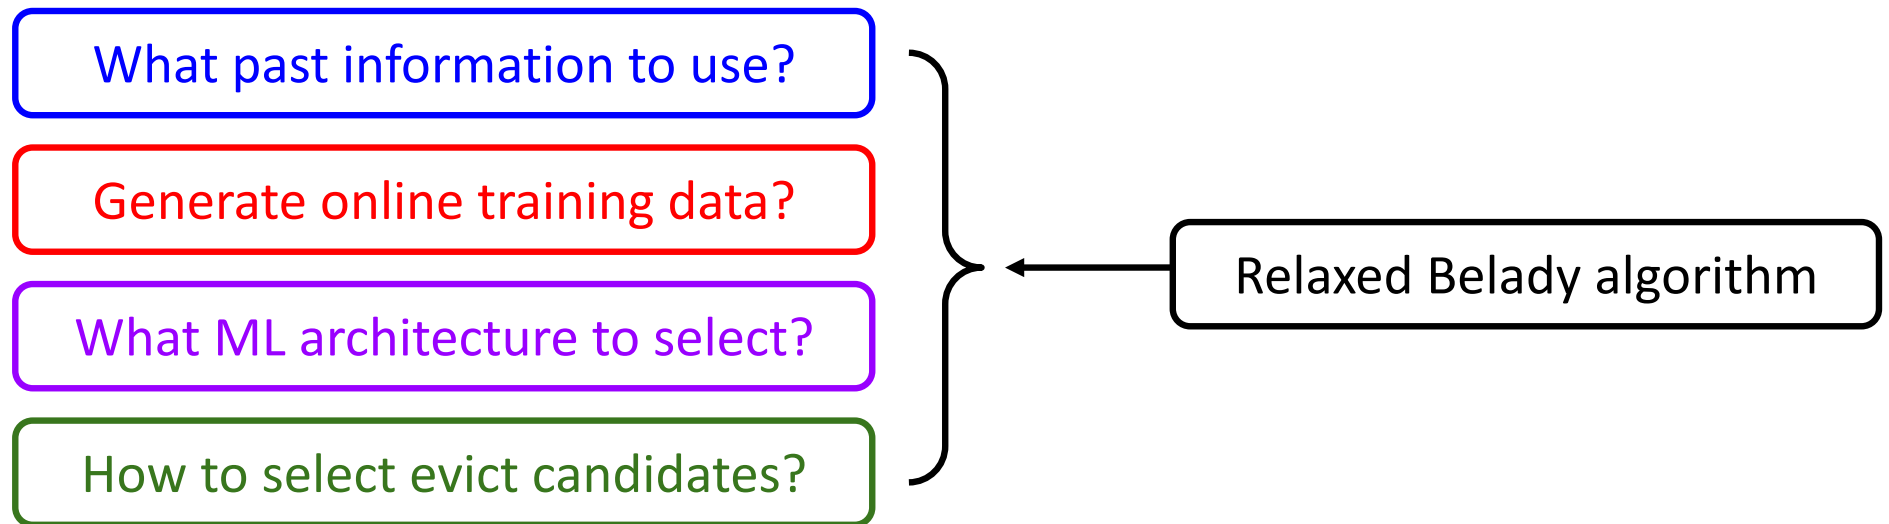 What past information to use?
Generate online training data?
What ML architecture to select?
How to select evict candidates?
Relaxed Belady algorithm